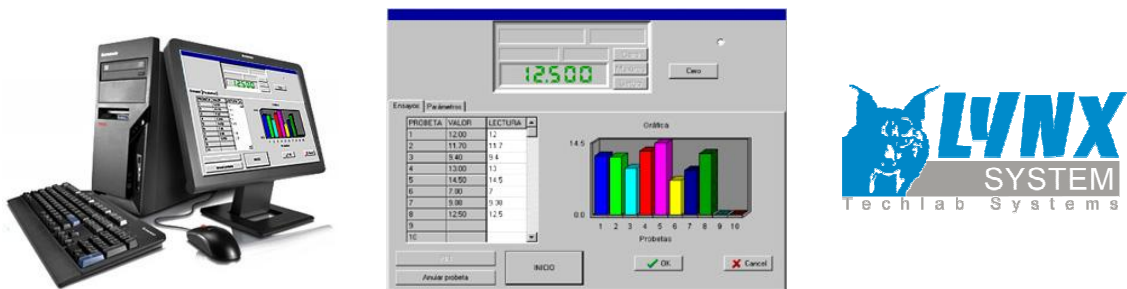 12.500
Cero
Ensayos Parámetros
PROBETA VALOR LECTURA
1 12.00 12
2 11.70 11.7
3 9.40 9.4
4 13.00 13
5 14.50 14.5
6 7.00 7
7 9.00
8 12.50 12.5
9
10
Anular probeta
INICIO
Gráfica
14.5
0.0
1 2 3 4 5 6 7 8 9 10
Probetas
OK
Cancel
LYNX
SYSTEM
Techlab Systems